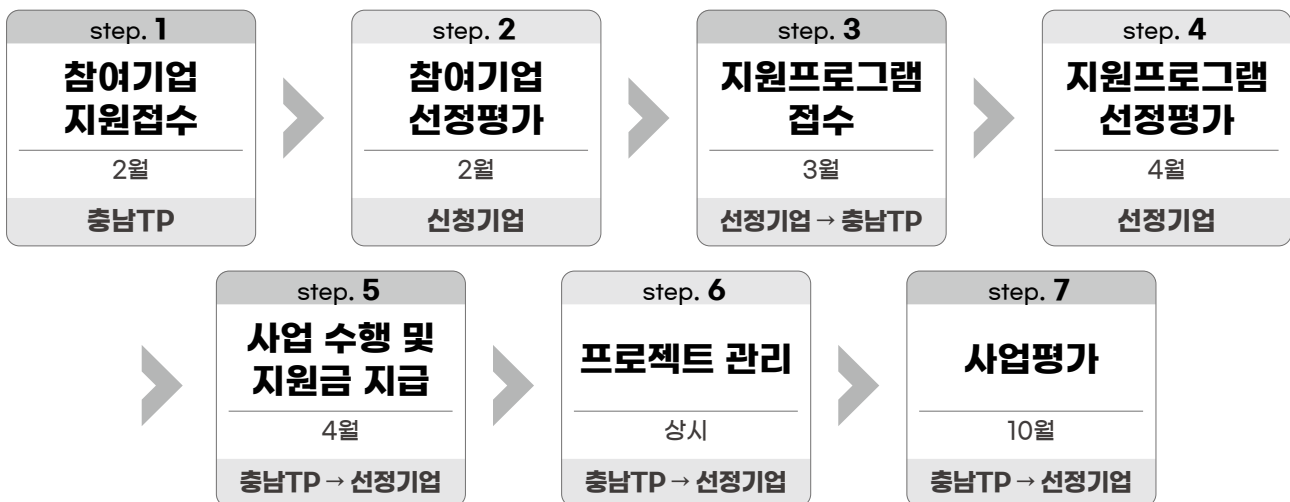 step. 1
참여기업
지원접수
2월
충남TP
step. 2
참여기업
선정평가
2월
신청기업
step. 3
지원프로그램
접수
3월
선정기업 → 충남TP
step. 4
지원프로그램
선정평가
4월
선정기업
step. 5
사업 수행 및
지원금 지급
4월
충남TP → 선정기업
step. 6
프로젝트 관리
상시
충남TP → 선정기업
step. 7
사업평가
10월
충남TP → 선정기업